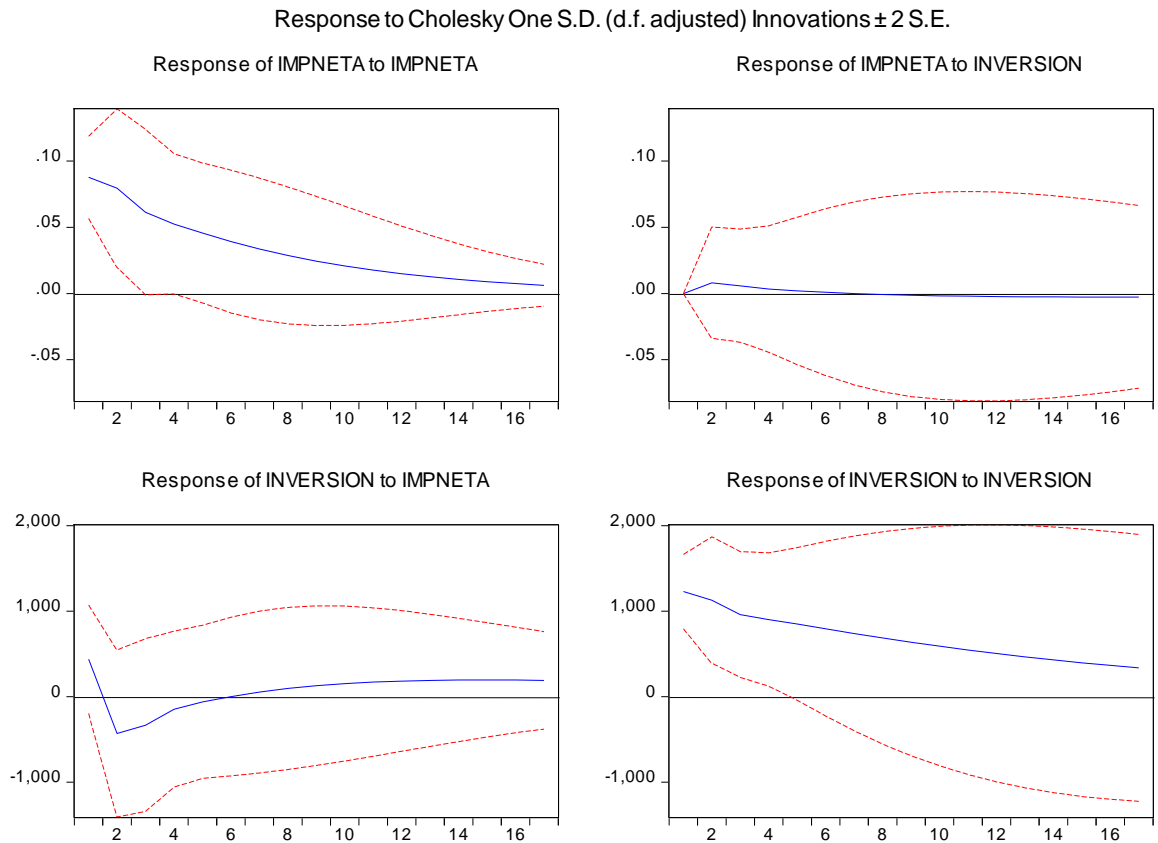 Response to Cholesky One S.D. (d.f. adjusted) Innovations ± 2 S.E.
Response of IMPNETA to IMPNETA
.10
.05
.00
-.05
2 4 6 8 10 12 14 16
Response of IMPNETA to INVERSION
.10
.05
.00
-.05
2 4 6 8 10 12 14 16
Response of INVERSION to IMPNETA
2,000
1,000
0
-1,000
2 4 6 8 10 12 14 16
Response of INVERSION to INVERSION
2,000
1,000
0
-1,000
2 4 6 8 10 12 14 16